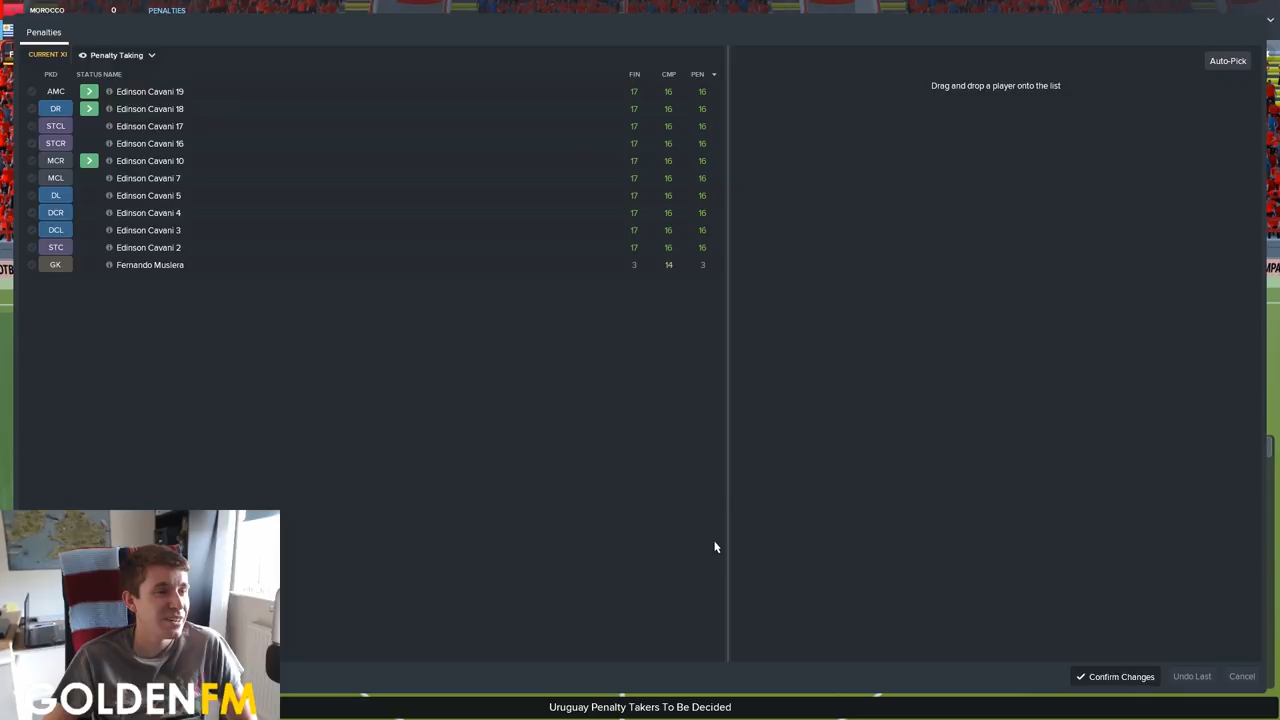 MOROCCO 0 PENALTIES
Penalties
CURRENT XI Penalty Taking
PKD STATUS NAME FIN CMP PEN
AMC Edinson Cavani 19 17 16 16
DR Edinson Cavani 18 17 16 16
STCL Edinson Cavani 17 17 16 16
STCR Edinson Cavani 16 17 16 16
MCR Edinson Cavani 10 17 16 16
MCL Edinson Cavani 7 17 16 16
DL Edinson Cavani 5 17 16 16
DCR Edinson Cavani 4 17 16 16
DCL Edinson Cavani 3 17 16 16
STC Edinson Cavani 2 17 16 16
GK Fernando Muslera 3 14 3
Auto-Pick
Drag and drop a player onto the list
Confirm Changes Undo Last Cancel
GOLDENFM
Uruguay Penalty Takers To Be Decided